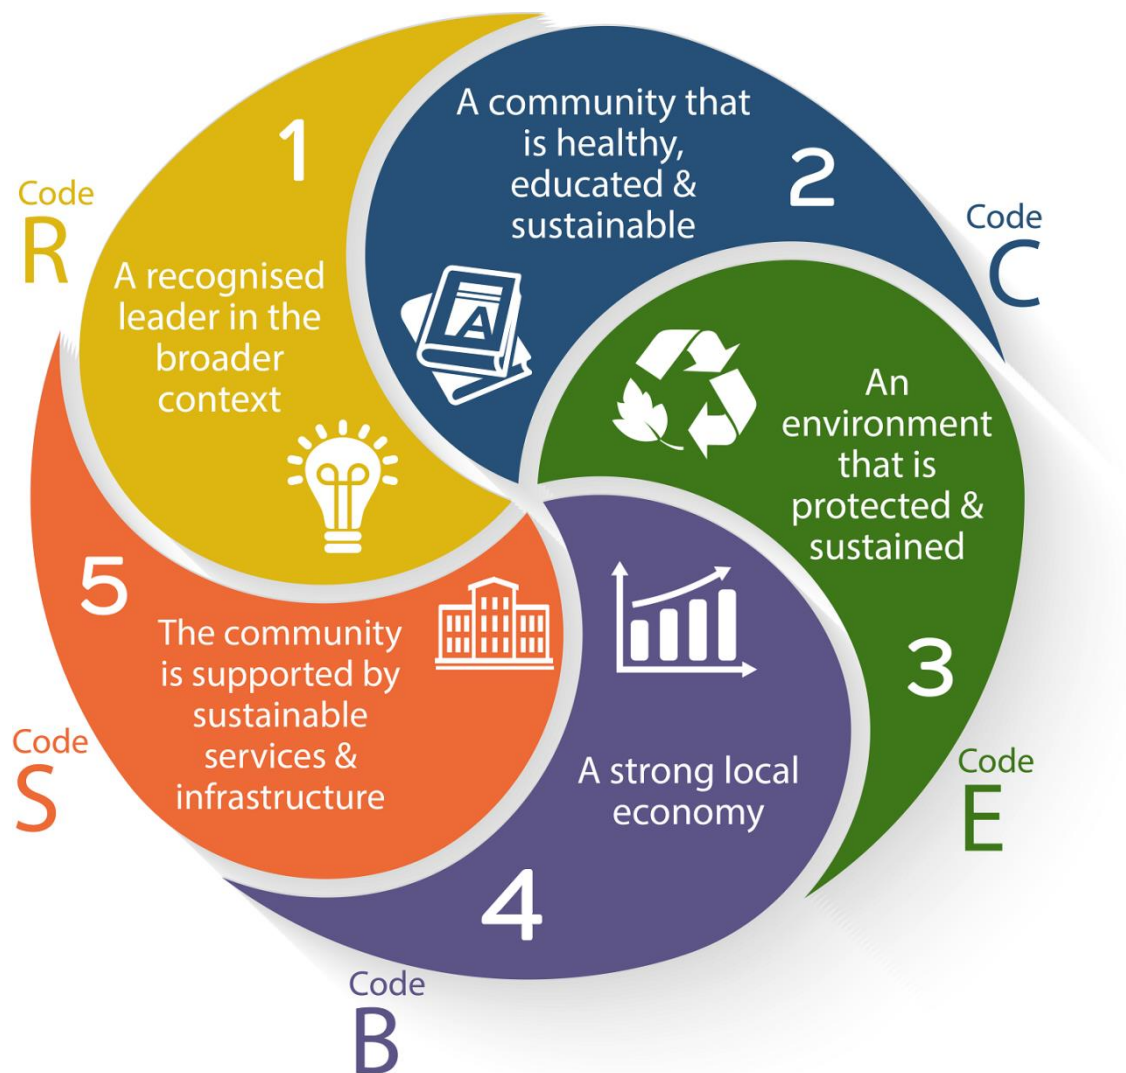 1
Code
R
A recognised
leader in the
broader
context
A community that
is healthy,
educated &
sustainable
2
Code
C
A
An
environment
that is
protected &
sustained
3
Code
E
A strong local
economy
4
Code
B
5
The community
is supported by
sustainable
services &
infrastructure
Code
S